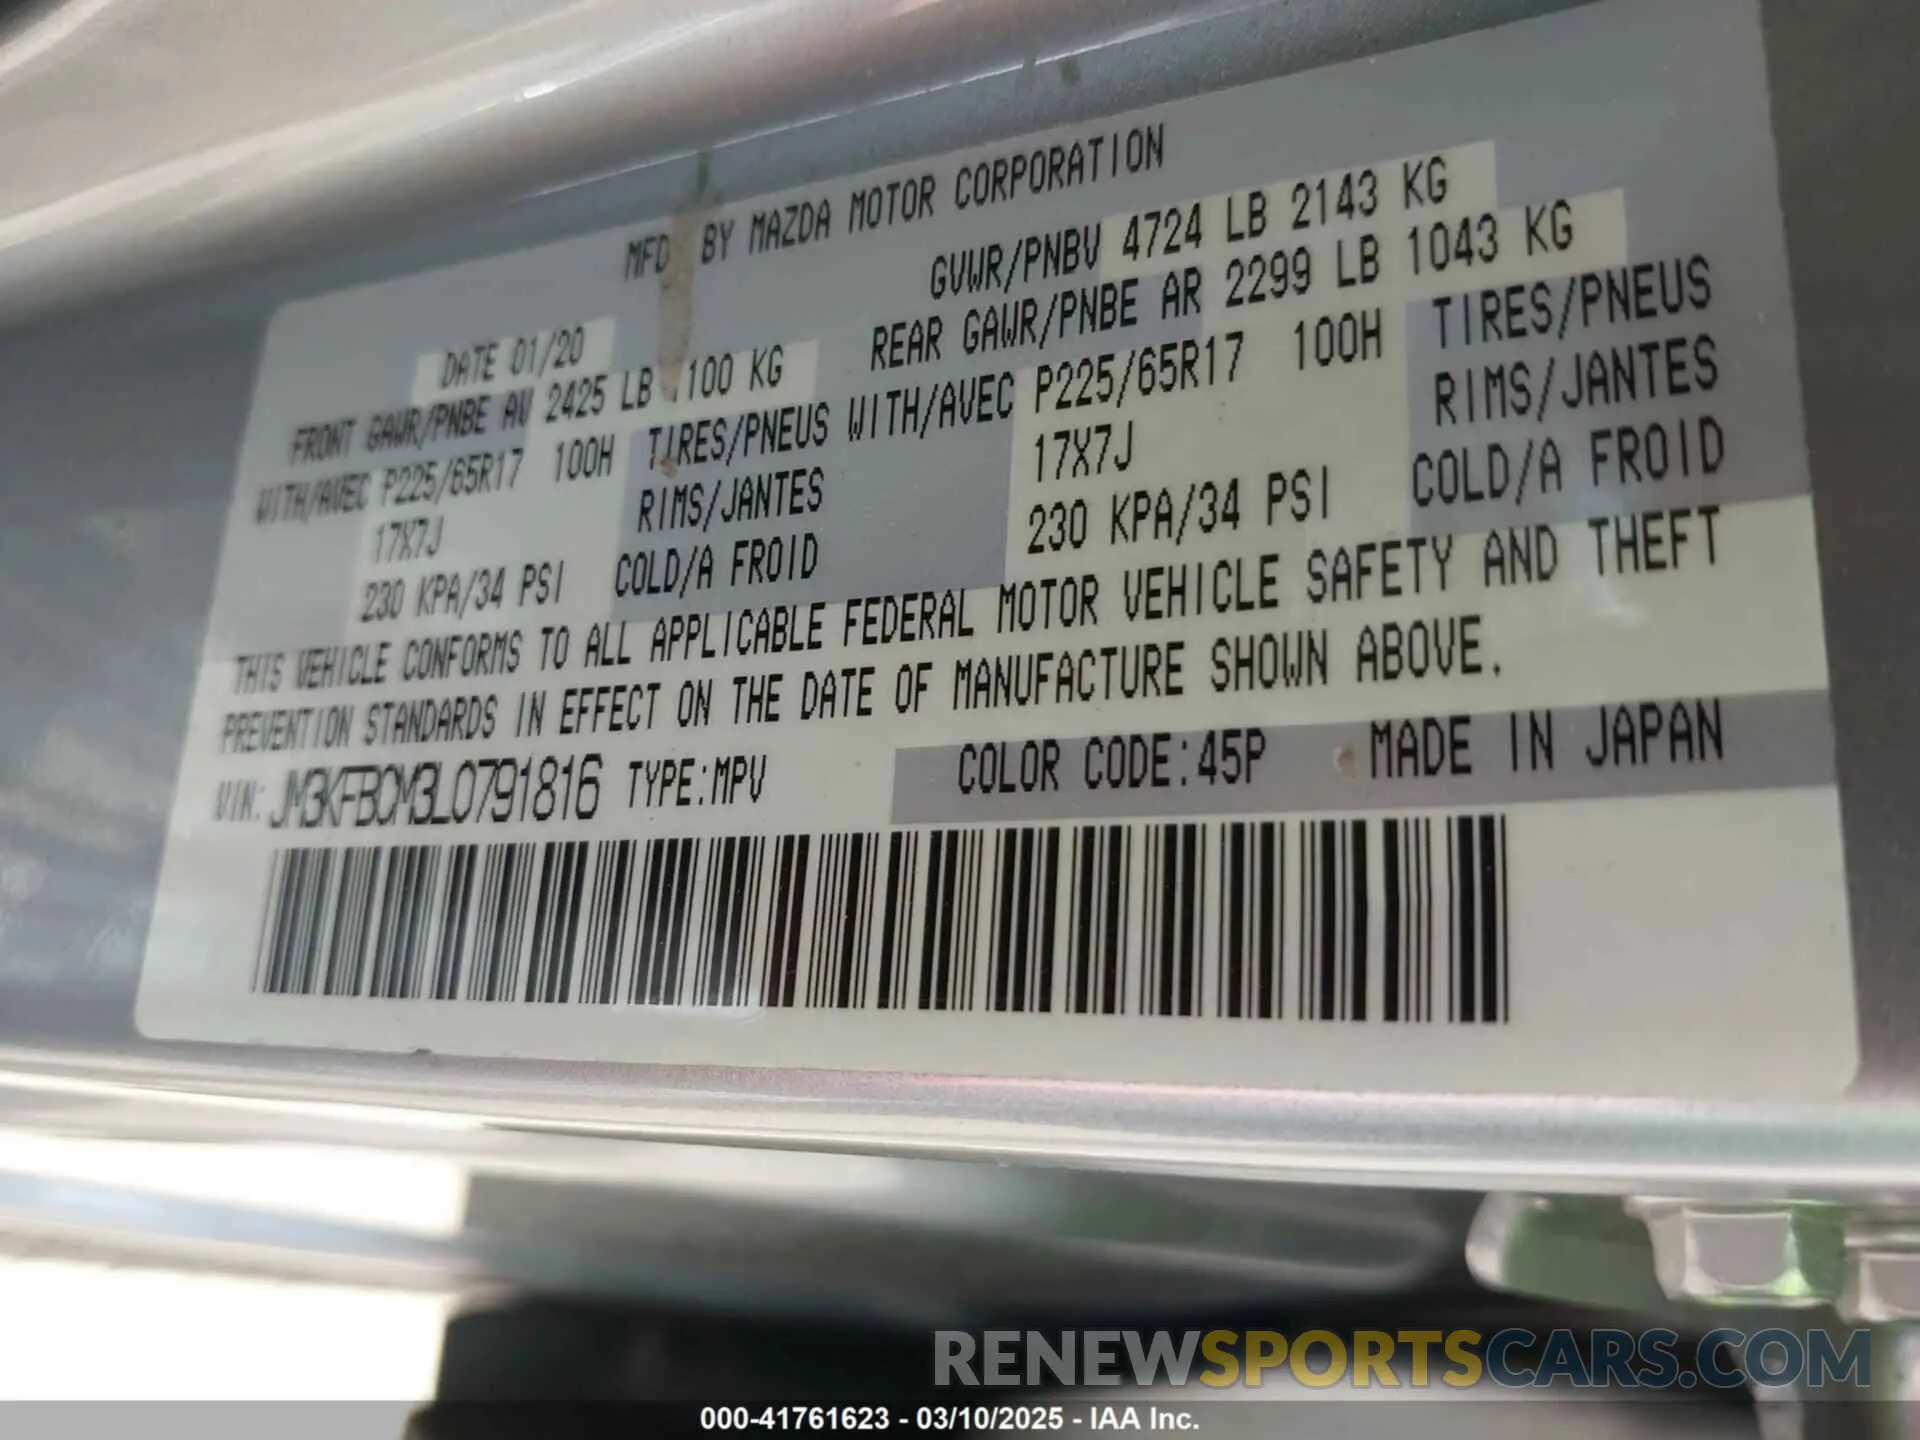 MFD BY MAZDA MOTOR CORPORATION
DATE 01/20 GVWR/PNBV 4724 LB 2143 KG
FRONT GAWR/PNBE AV 2425 LB 1100 KG REAR GAWR/PNBE AR 2299 LB 1043 KG
WITH/AVEC P225/65R17 100H TIRES/PNEUS WITH/AVEC P225/65R17 100H TIRES/PNEUS
17X7J RIMS/JANTES 17X7J RIMS/JANTES
230 KPA/34 PSI COLD/A FROID 230 KPA/34 PSI COLD/A FROID
THIS VEHICLE CONFORMS TO ALL APPLICABLE FEDERAL MOTOR VEHICLE SAFETY AND THEFT
PREVENTION STANDARDS IN EFFECT ON THE DATE OF MANUFACTURE SHOWN ABOVE.
VIN: JM3KFBCM3L0791816 TYPE:MPV COLOR CODE:45P MADE IN JAPAN
RENEWSPORTSCARS.COM
000-41761623 - 03/10/2025 - IAA Inc.